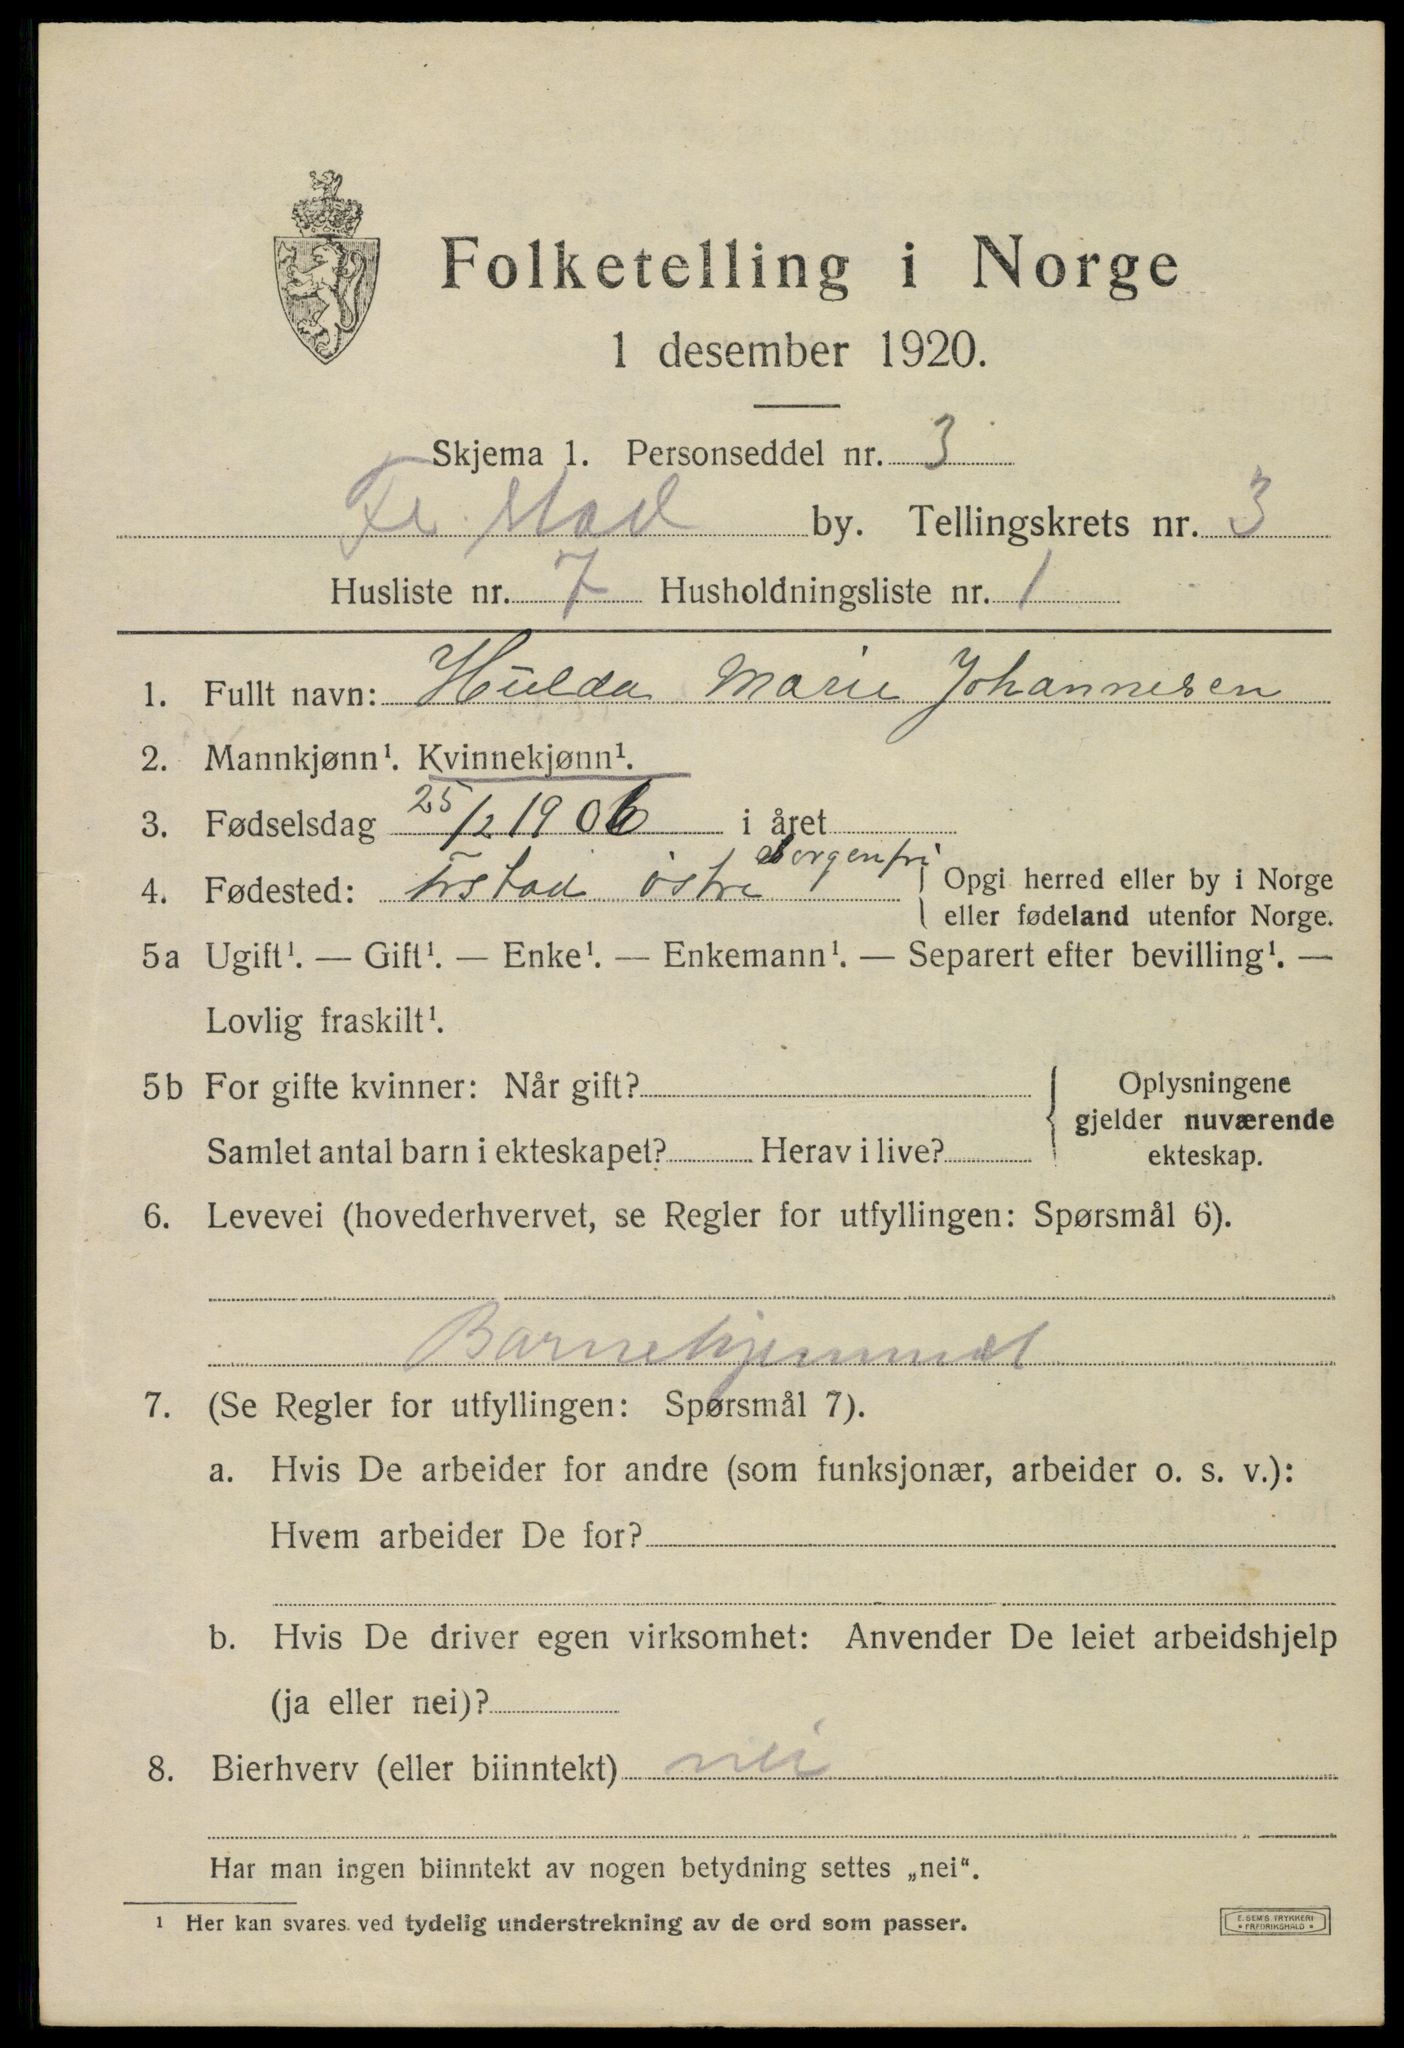 Folketelling i Norge
1 desember 1920.
Skjema 1. Personseddel nr. 3
Fr.stad by. Tellingskrets nr. 3
Husliste nr. 7 Husholdningsliste nr. 1
1. Fullt navn: Hulda Marie Johannesen
2. Mannkjønn¹. Kvinnekjønn¹.
3. Fødselsdag 25/2 1906 i året
4. Fødested: Frstad østre Sorgenfri { Opgi herred eller by i Norge
eller fødeland utenfor Norge.
5a Ugift¹. — Gift¹. — Enke¹. — Enkemann¹. — Separert efter bevilling¹. —
Lovlig fraskilt¹.
5b For gifte kvinner: Når gift? { Oplysningene
gjelder nuværende
Samlet antal barn i ekteskapet? Herav i live? ekteskap.
6. Levevei (hovederhvervet, se Regler for utfyllingen: Spørsmål 6).
Barnehjemmet
7. (Se Regler for utfyllingen: Spørsmål 7).
a. Hvis De arbeider for andre (som funksjonær, arbeider o. s. v.):
Hvem arbeider De for?
b. Hvis De driver egen virksomhet: Anvender De leiet arbeidshjelp
(ja eller nei)?
8. Bierhverv (eller biinntekt) nei
Har man ingen biinntekt av nogen betydning settes „nei“.
¹ Her kan svares ved tydelig understrekning av de ord som passer.
E. SEM'S TRYKKERI
• FREDRIKSHALD •